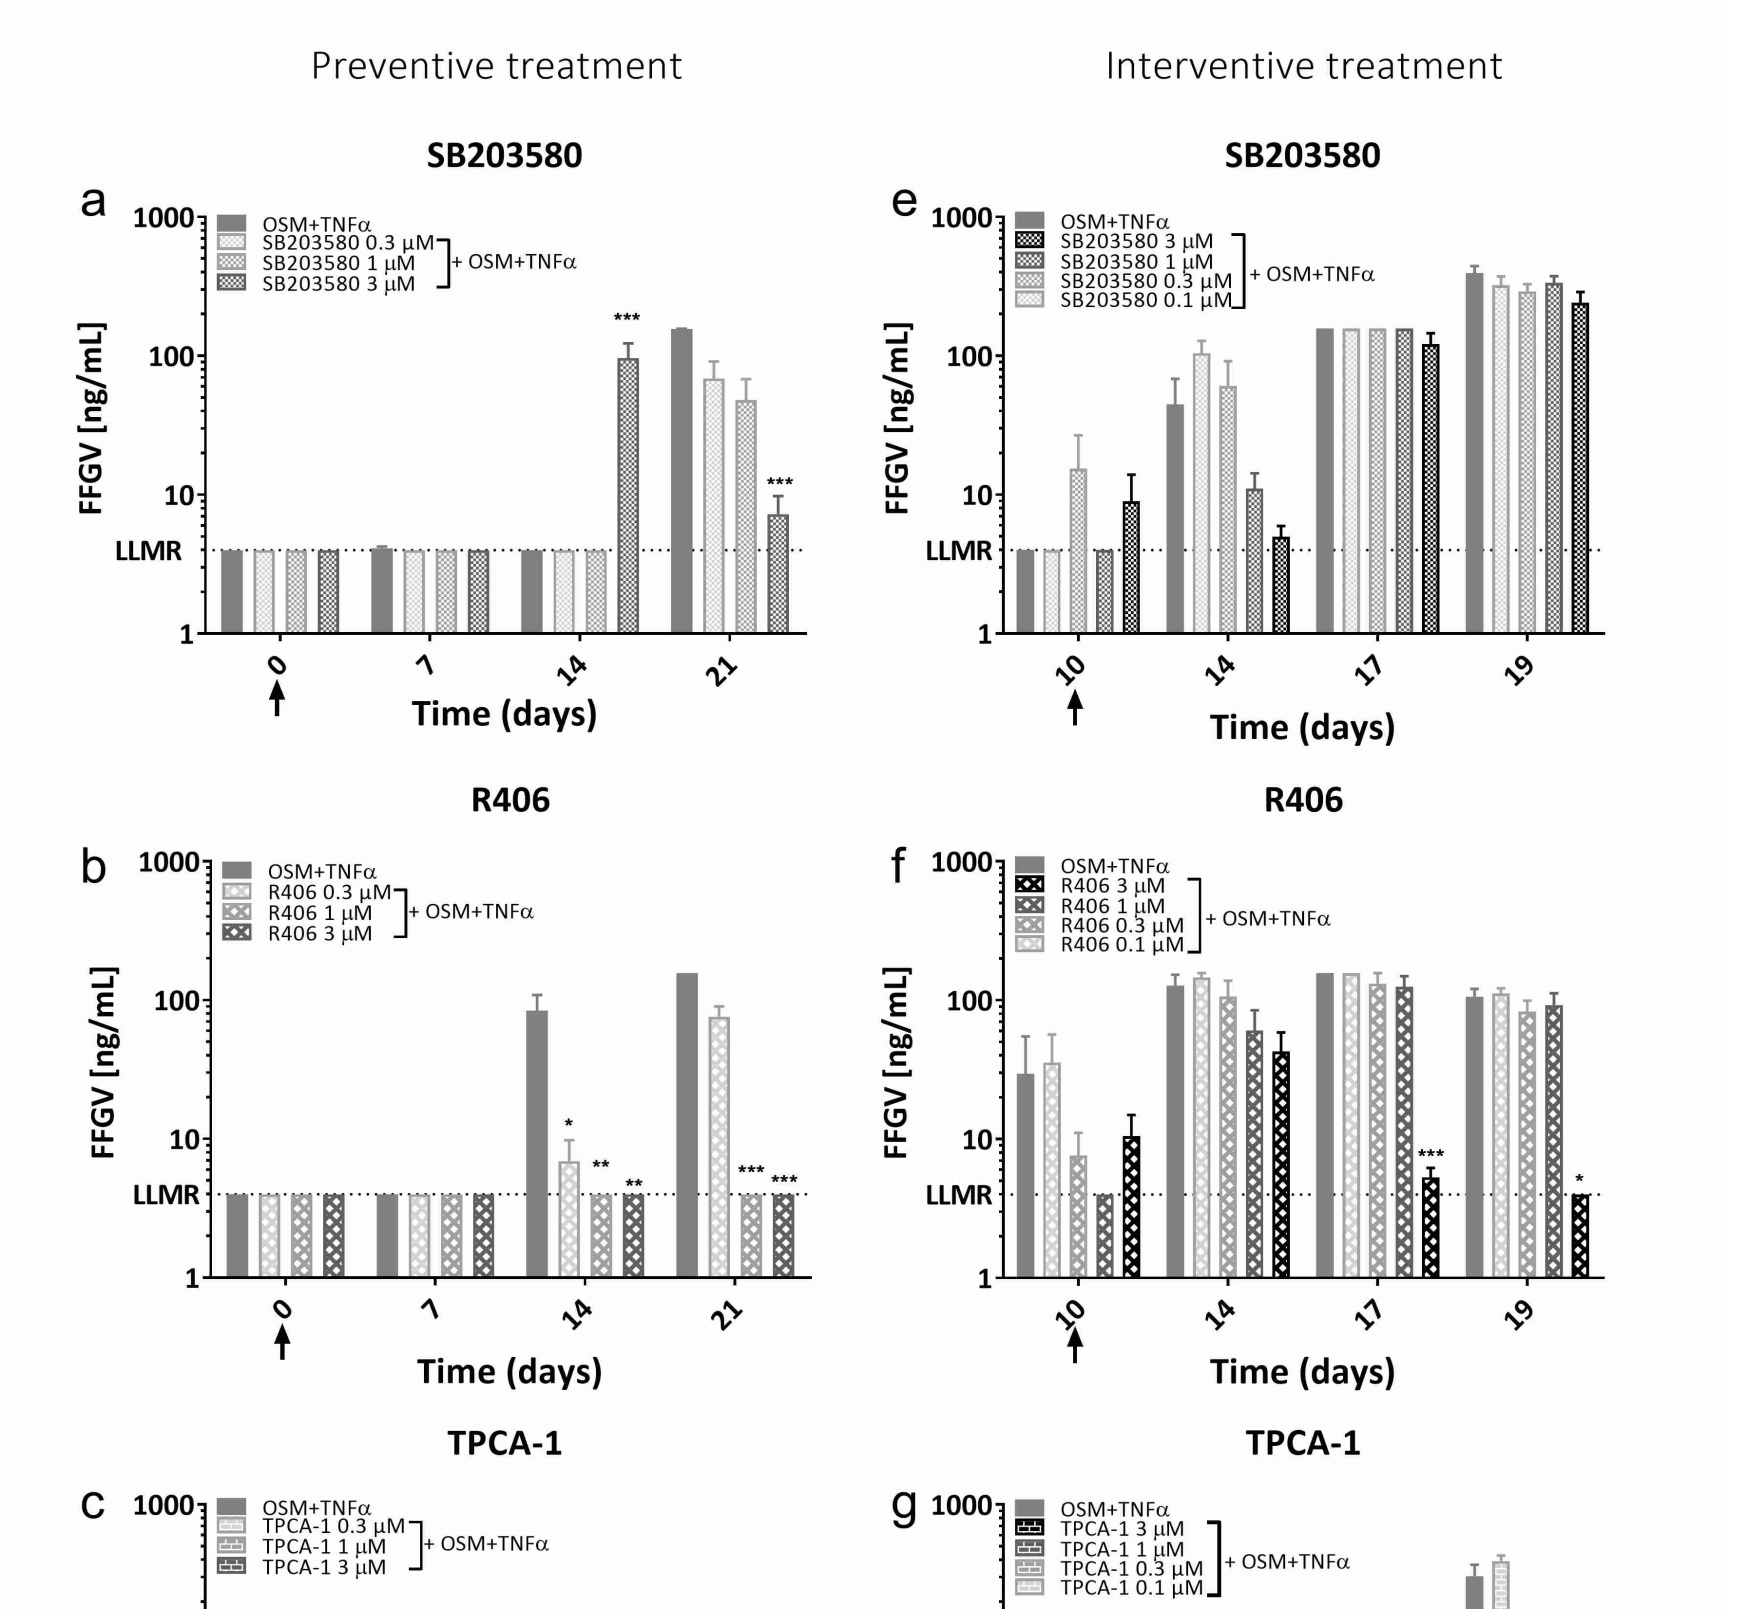 Preventive treatment
Interventive treatment
SB203580
a
1000
100
10
LLMR
1
FFGV [ng/mL]
OSM+TNFα
SB203580 0.3 µM
SB203580 1 µM
SB203580 3 µM
+ OSM+TNFα
***
***
0
7
14
21
Time (days)
SB203580
e
1000
100
10
LLMR
1
FFGV [ng/mL]
OSM+TNFα
SB203580 3 µM
SB203580 1 µM
SB203580 0.3 µM
SB203580 0.1 µM
+ OSM+TNFα
10
14
17
19
Time (days)
R406
b
1000
100
10
LLMR
1
FFGV [ng/mL]
OSM+TNFα
R406 0.3 µM
R406 1 µM
R406 3 µM
+ OSM+TNFα
*
**
**
***
***
0
7
14
21
Time (days)
R406
f
1000
100
10
LLMR
1
FFGV [ng/mL]
OSM+TNFα
R406 3 µM
R406 1 µM
R406 0.3 µM
R406 0.1 µM
+ OSM+TNFα
***
*
10
14
17
19
Time (days)
TPCA-1
c
1000
OSM+TNFα
TPCA-1 0.3 µM
TPCA-1 1 µM
TPCA-1 3 µM
+ OSM+TNFα
TPCA-1
g
1000
OSM+TNFα
TPCA-1 3 µM
TPCA-1 1 µM
TPCA-1 0.3 µM
TPCA-1 0.1 µM
+ OSM+TNFα